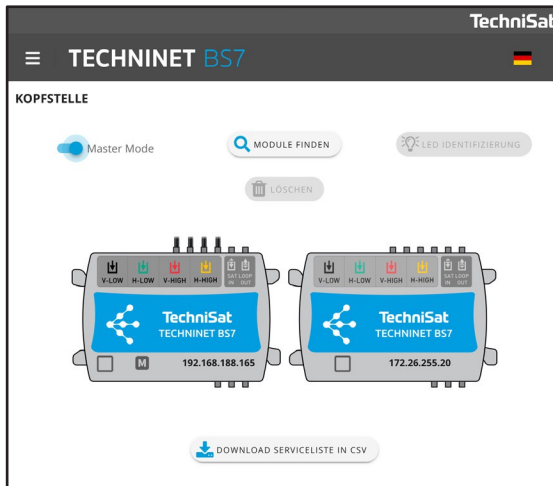 TechniSat
TECHNINET BS7
KOPFSTELLE
Master Mode
MODULE FINDEN
LED IDENTIFIZIERUNG
LÖSCHEN
V-LOW H-LOW V-HIGH H-HIGH SAT IN LOOP OUT
TechniSat
TECHNINET BS7
M 192.168.188.165
V-LOW H-LOW V-HIGH H-HIGH SAT IN LOOP OUT
TechniSat
TECHNINET BS7
172.26.255.20
DOWNLOAD SERVICELISTE IN CSV